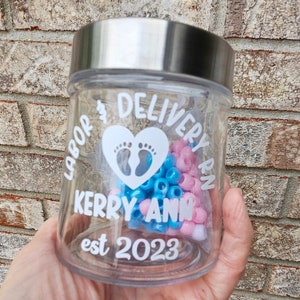 LABOR & DELIVERY RN
KERRY ANN
est 2023